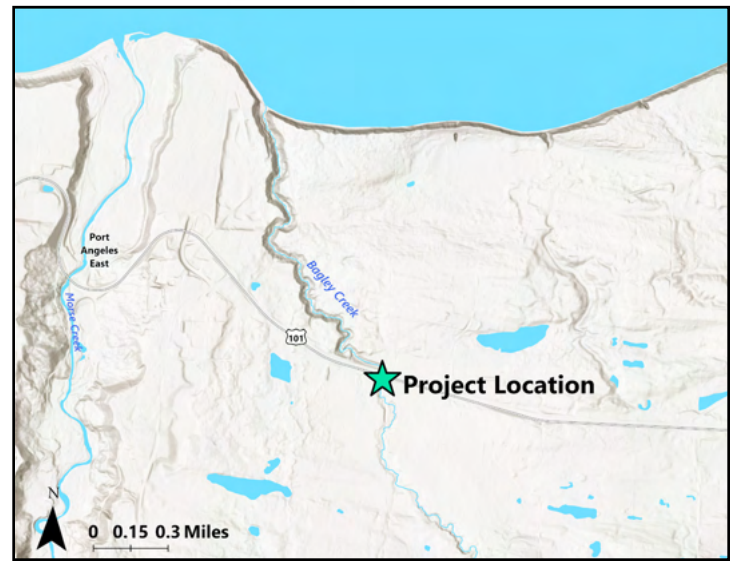 Port
Angeles
East
Morse Creek
Bagley Creek
101
Project Location
N
0 0.15 0.3 Miles